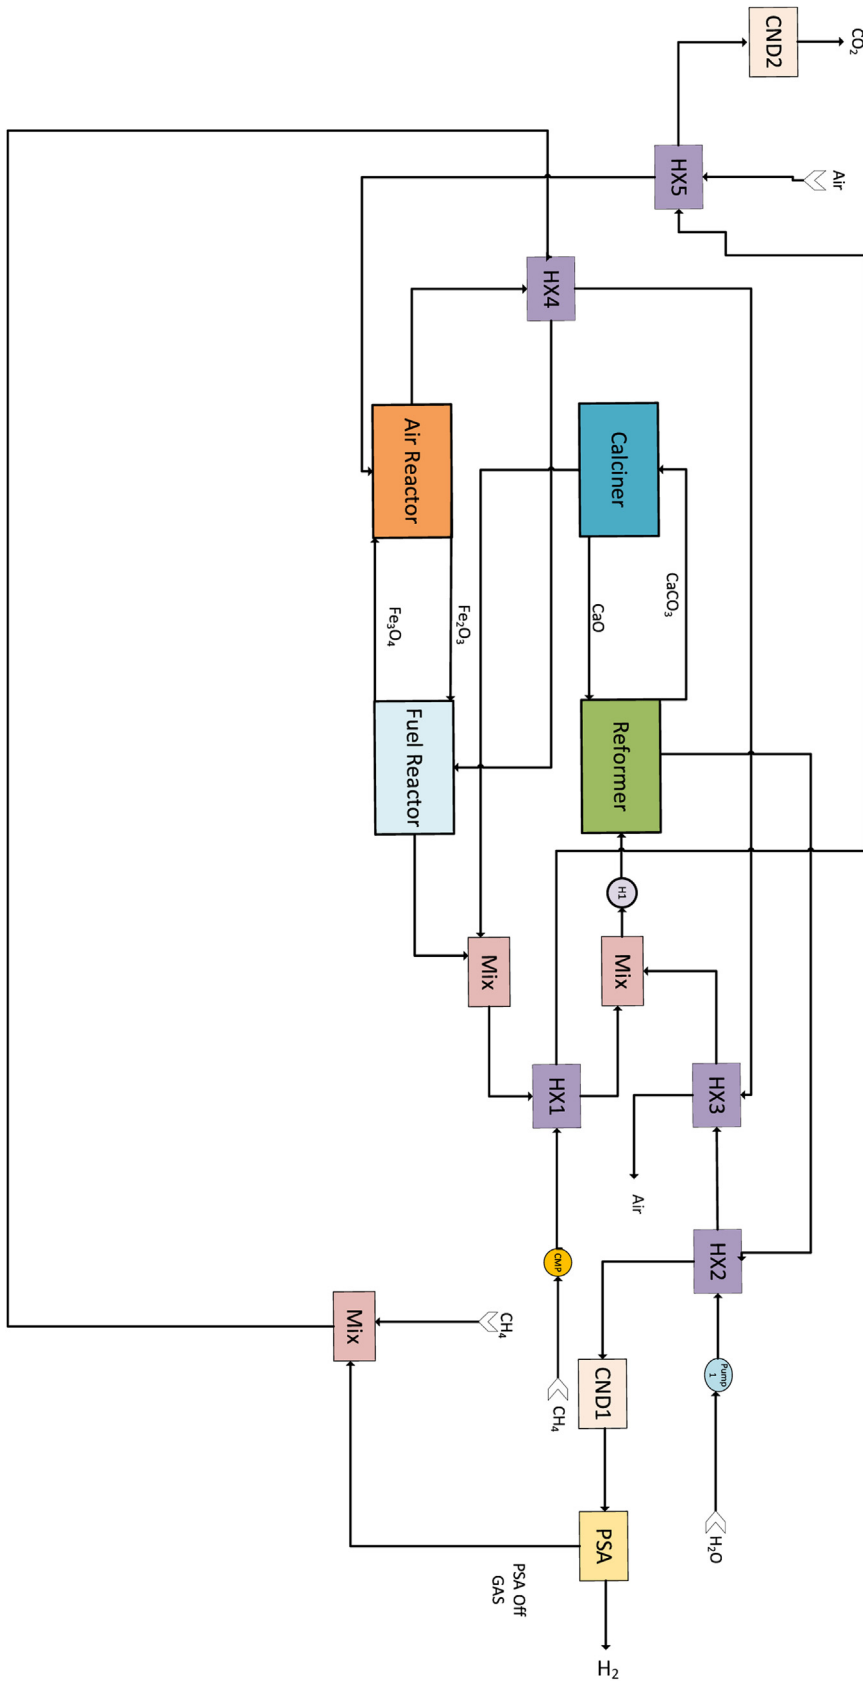 CO₂
CND2
HX5
Air
HX4
Air Reactor
Calciner
Fe₃O₄
Fe₂O₃
CaO
CaCO₃
Fuel Reactor
Reformer
H1
Mix
Mix
HX1
HX3
Air
HX2
CMP
Mix
CH₄
CH₄
CND1
Pump
1
PSA
H₂O
PSA Off
GAS
H₂